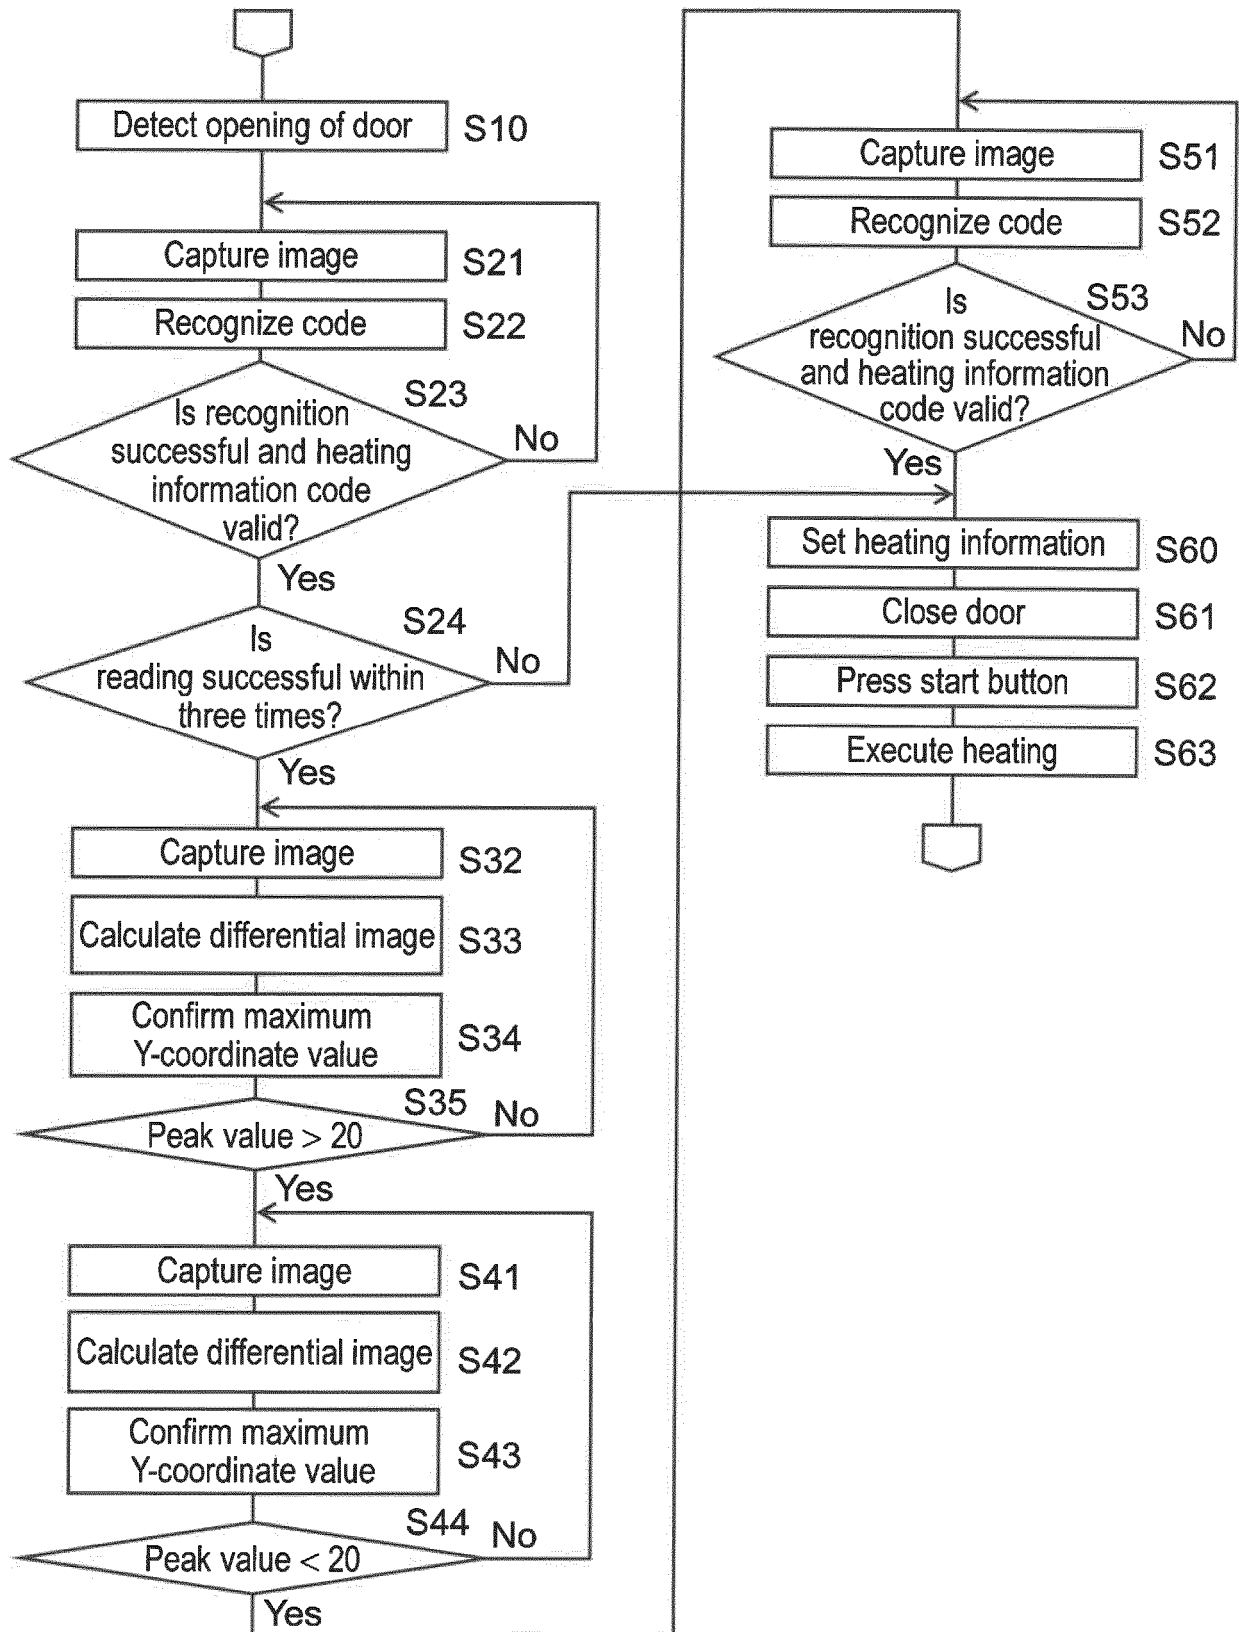 Detect opening of door
S10
Capture image
S21
Recognize code
S22
S23
Is recognition
successful and heating
information code
valid?
No
Yes
S24
Is
reading successful within
three times?
No
Yes
Capture image
S32
Calculate differential image
S33
Confirm maximum
Y-coordinate value
S34
S35
Peak value > 20
No
Yes
Capture image
S41
Calculate differential image
S42
Confirm maximum
Y-coordinate value
S43
S44
Peak value < 20
No
Yes
Capture image
S51
Recognize code
S52
S53
Is
recognition successful
and heating information
code valid?
No
Yes
Set heating information
S60
Close door
S61
Press start button
S62
Execute heating
S63